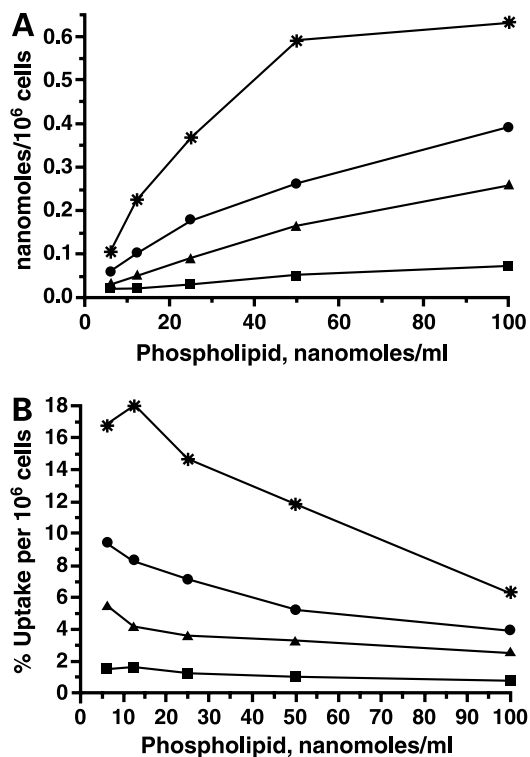 A
nanomoles/10⁶ cells
0.6
0.5
0.4
0.3
0.2
0.1
0.0
0 20 40 60 80 100
Phospholipid, nanomoles/ml
B
% Uptake per 10⁶ cells
18
16
14
12
10
8
6
4
2
0
0 10 20 30 40 50 60 70 80 90 100
Phospholipid, nanomoles/ml